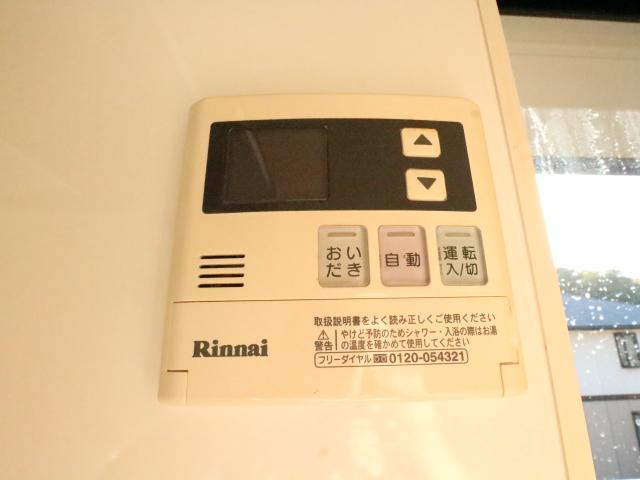 おい
だき
自動
運転
入/切
取扱説明書をよく読み正しくご使用ください
警告
やけど予防のためシャワー・入浴の際はお湯
の温度を確かめて使用してください
フリーダイヤル 0120-054321
Rinnai